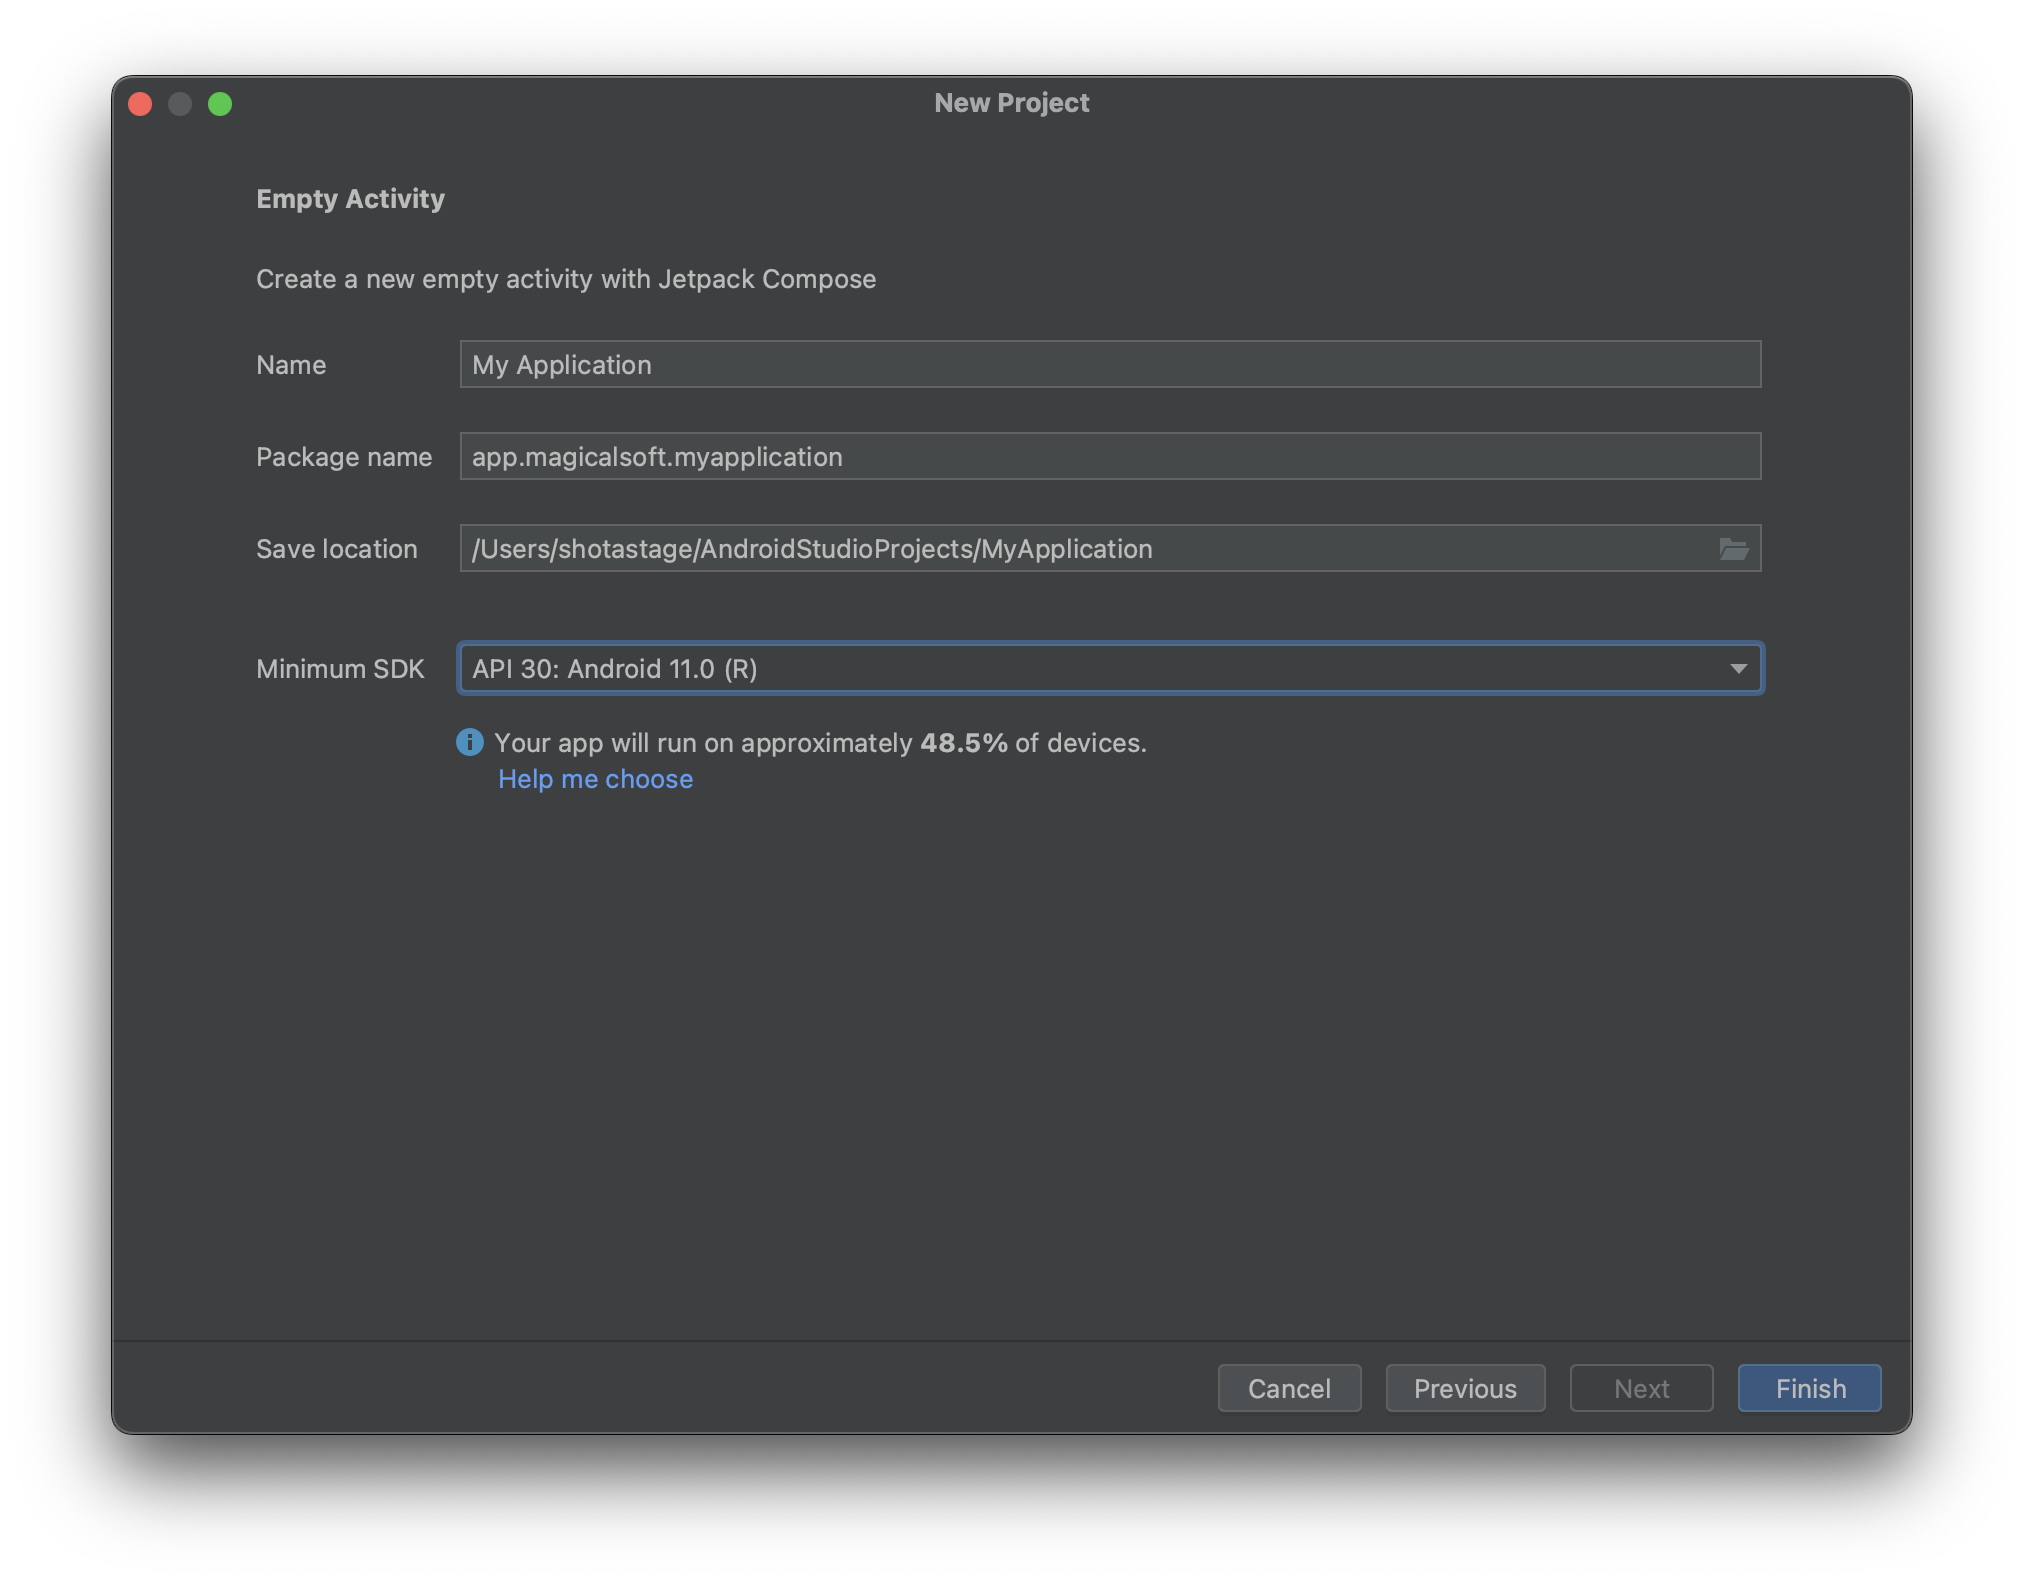 New Project
Empty Activity
Create a new empty activity with Jetpack Compose
Name My Application
Package name app.magicalsoft.myapplication
Save location /Users/shotastage/AndroidStudioProjects/MyApplication
Minimum SDK API 30: Android 11.0 (R)
Your app will run on approximately 48.5% of devices.
Help me choose
Cancel Previous Next Finish